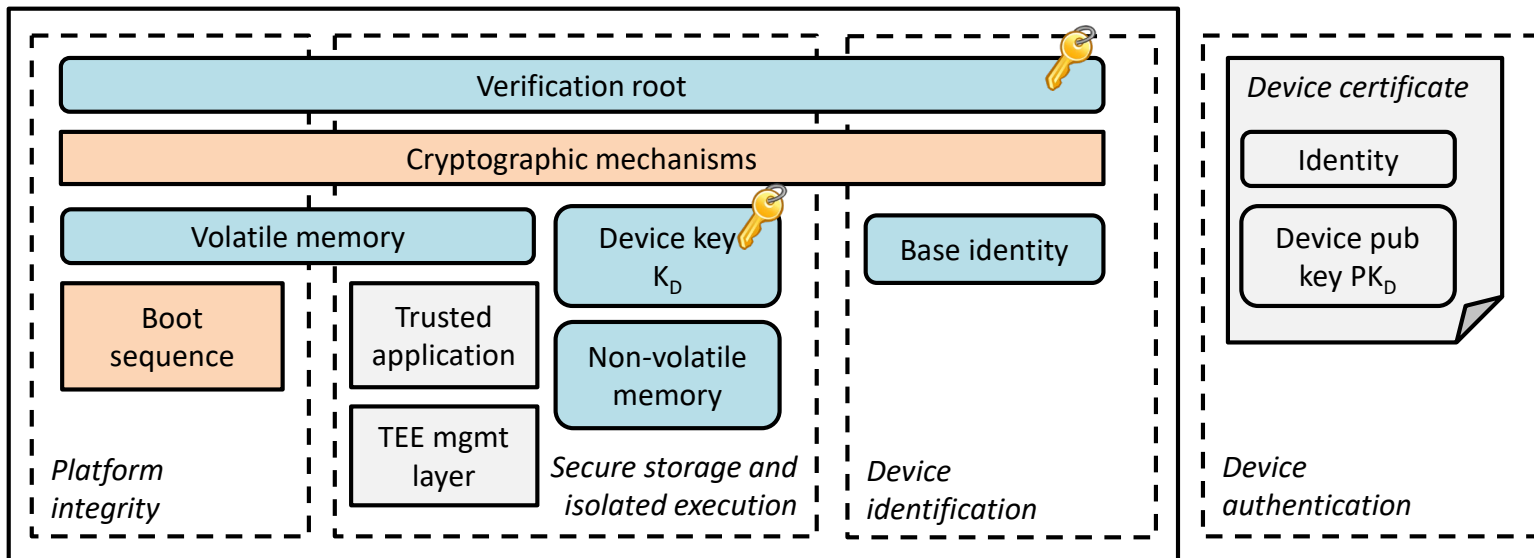 Verification root
Cryptographic mechanisms
Volatile memory
Device key
K_D
Base identity
Boot
sequence
Trusted
application
Non-volatile
memory
TEE mgmt
layer
Platform
integrity
Secure storage and
isolated execution
Device
identification
Device certificate
Identity
Device pub
key PK_D
Device
authentication